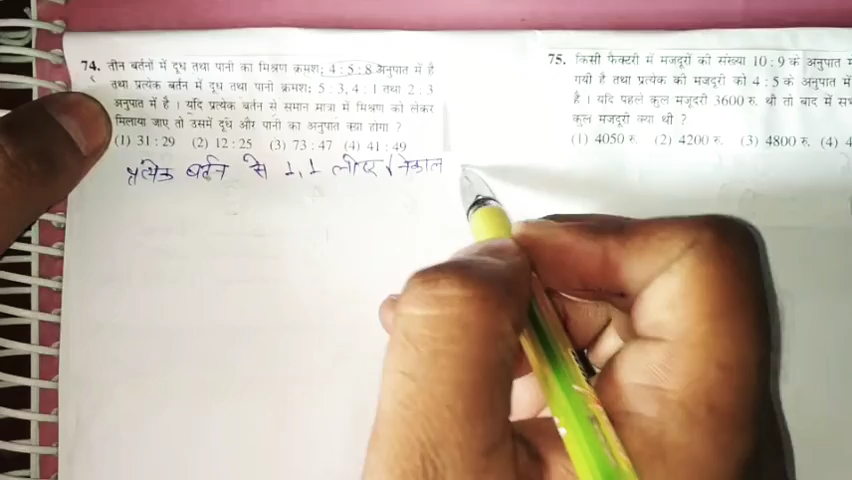 74. तीन बर्तनों में दूध तथा पानी का मिश्रण क्रमश: 4 : 5 : 8 अनुपात में है
तथा प्रत्येक बर्तन में दूध तथा पानी क्रमश: 5 : 3, 4 : 1 तथा 2 : 3
अनुपात में है । यदि प्रत्येक बर्तन से समान मात्रा में मिश्रण को लेकर
मिलाया जाए तो उसमें दूध और पानी का अनुपात क्या होगा ?
(1) 31 : 29 (2) 12 : 25 (3) 73 : 47 (4) 41 : 49
प्रत्येक बर्तन से 1, 1 लीटर निकाल
75. किसी फैक्टरी में मजदूरों की संख्या 10 : 9 के अनुपात म
गयी है तथा प्रत्येक की मजदूरी को 4 : 5 के अनुपात में
है । यदि पहले कुल मजदूरी 3600 रु. थी तो बाद में
कुल मजदूरी क्या थी ?
(1) 4050 रु. (2) 4200 रु. (3) 4800 रु. (4) 4